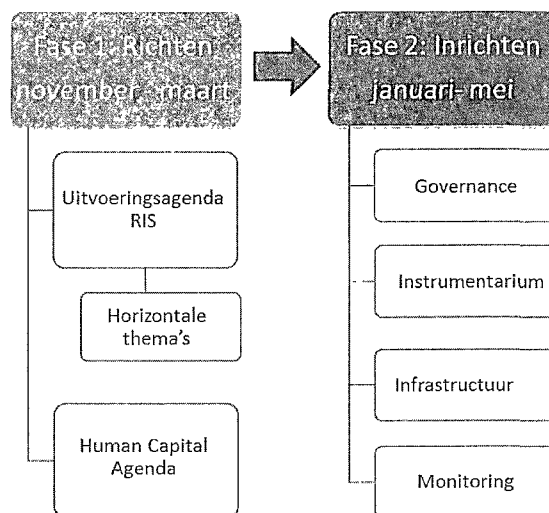 Fase 1: Richten
november - maart
Uitvoeringsagenda
RIS
Horizontale
thema's
Human Capital
Agenda
Fase 2: Inrichten
januari- mei
Governance
Instrumentarium
Infrastructuur
Monitoring